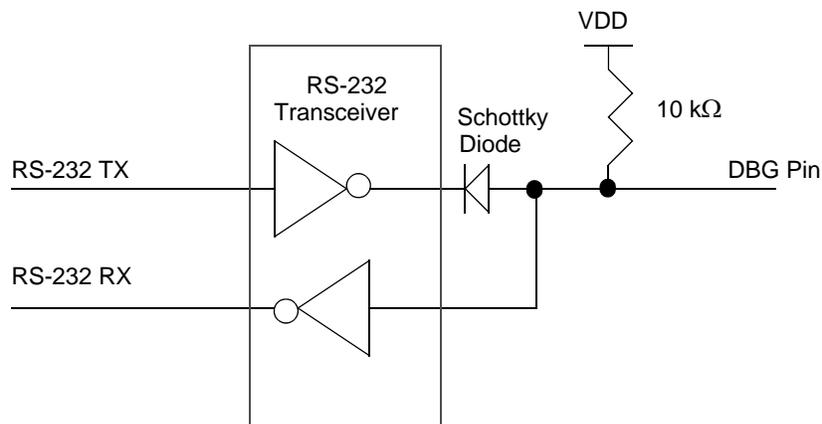 VDD
RS-232
Transceiver
10 kΩ
Schottky
Diode
RS-232 TX
DBG Pin
RS-232 RX